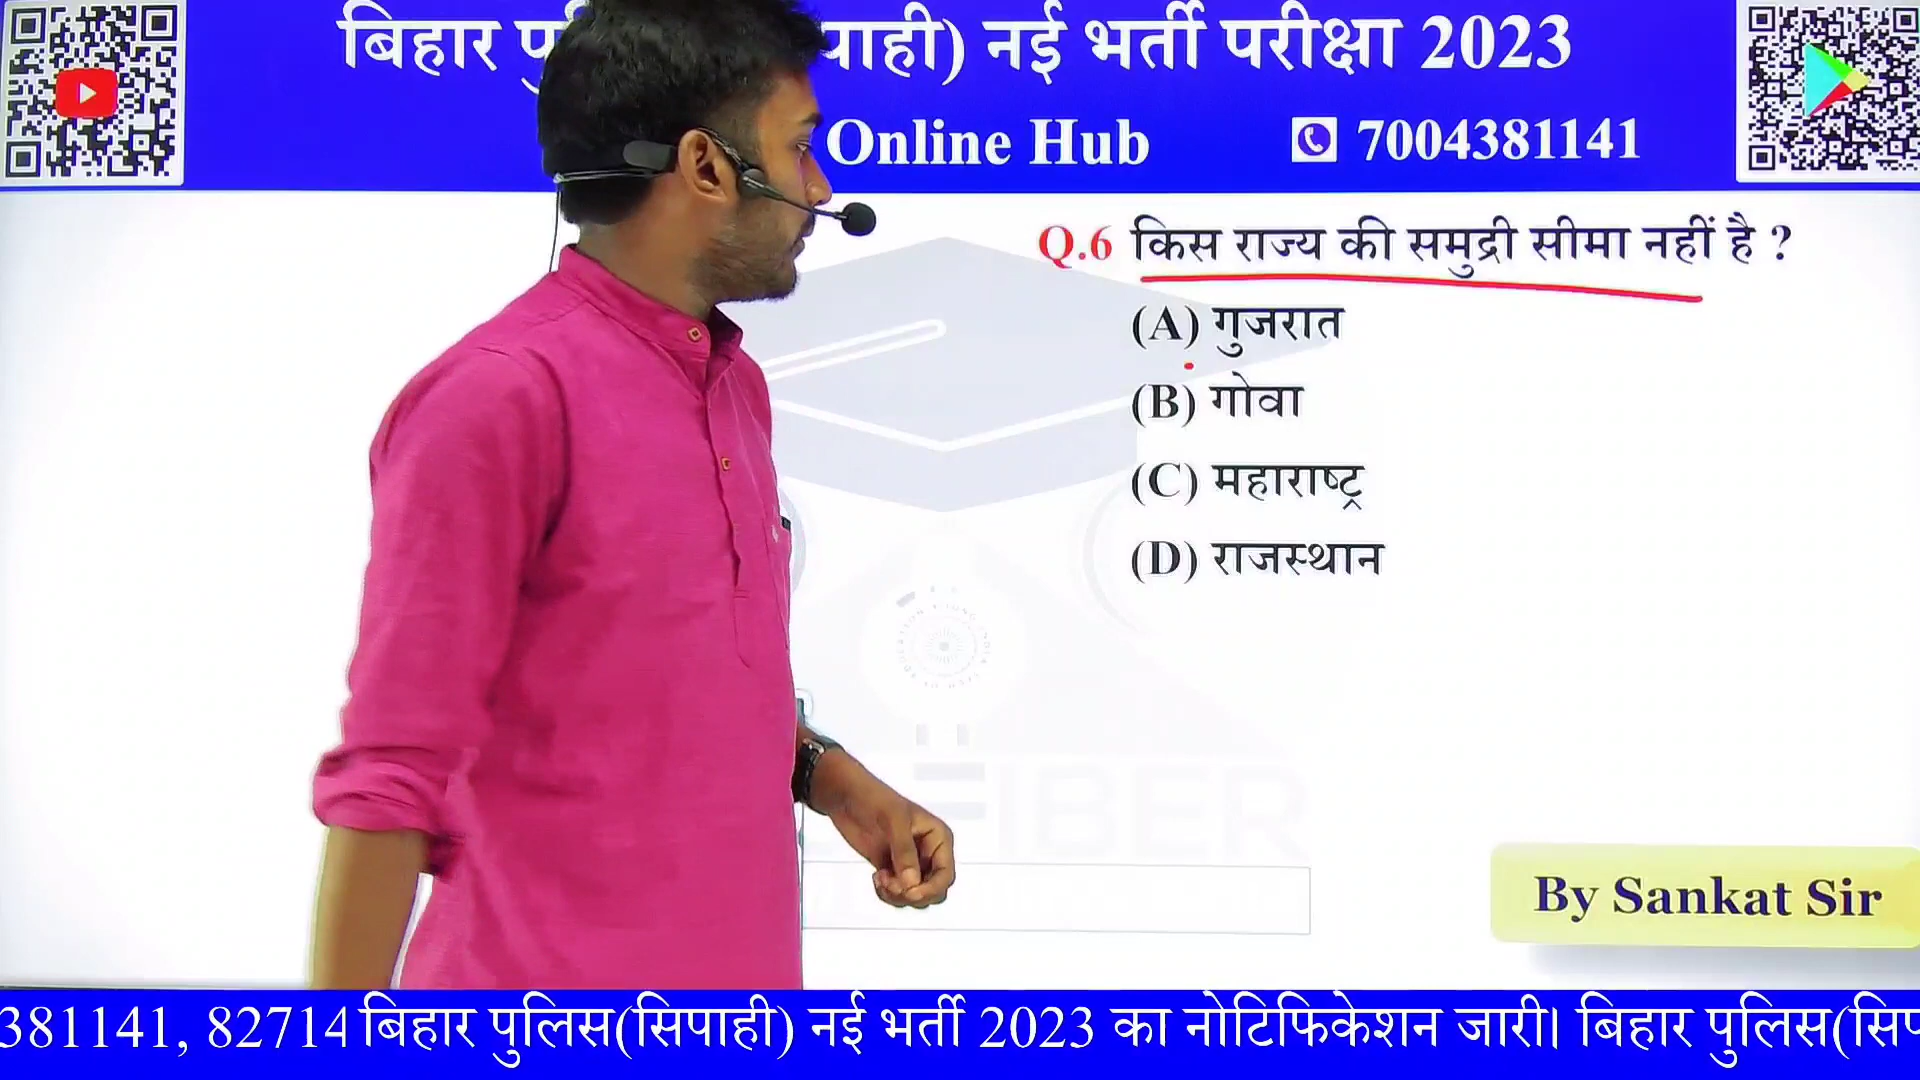 बिहार पु पाही) नई भर्ती परीक्षा 2023
Online Hub
7004381141
Q.6 किस राज्य की समुद्री सीमा नहीं है ?
(A) गुजरात
(B) गोवा
(C) महाराष्ट्र
(D) राजस्थान
FIBER
By Sankat Sir
381141, 82714 बिहार पुलिस(सिपाही) नई भर्ती 2023 का नोटिफिकेशन जारी। बिहार पुलिस(सिप